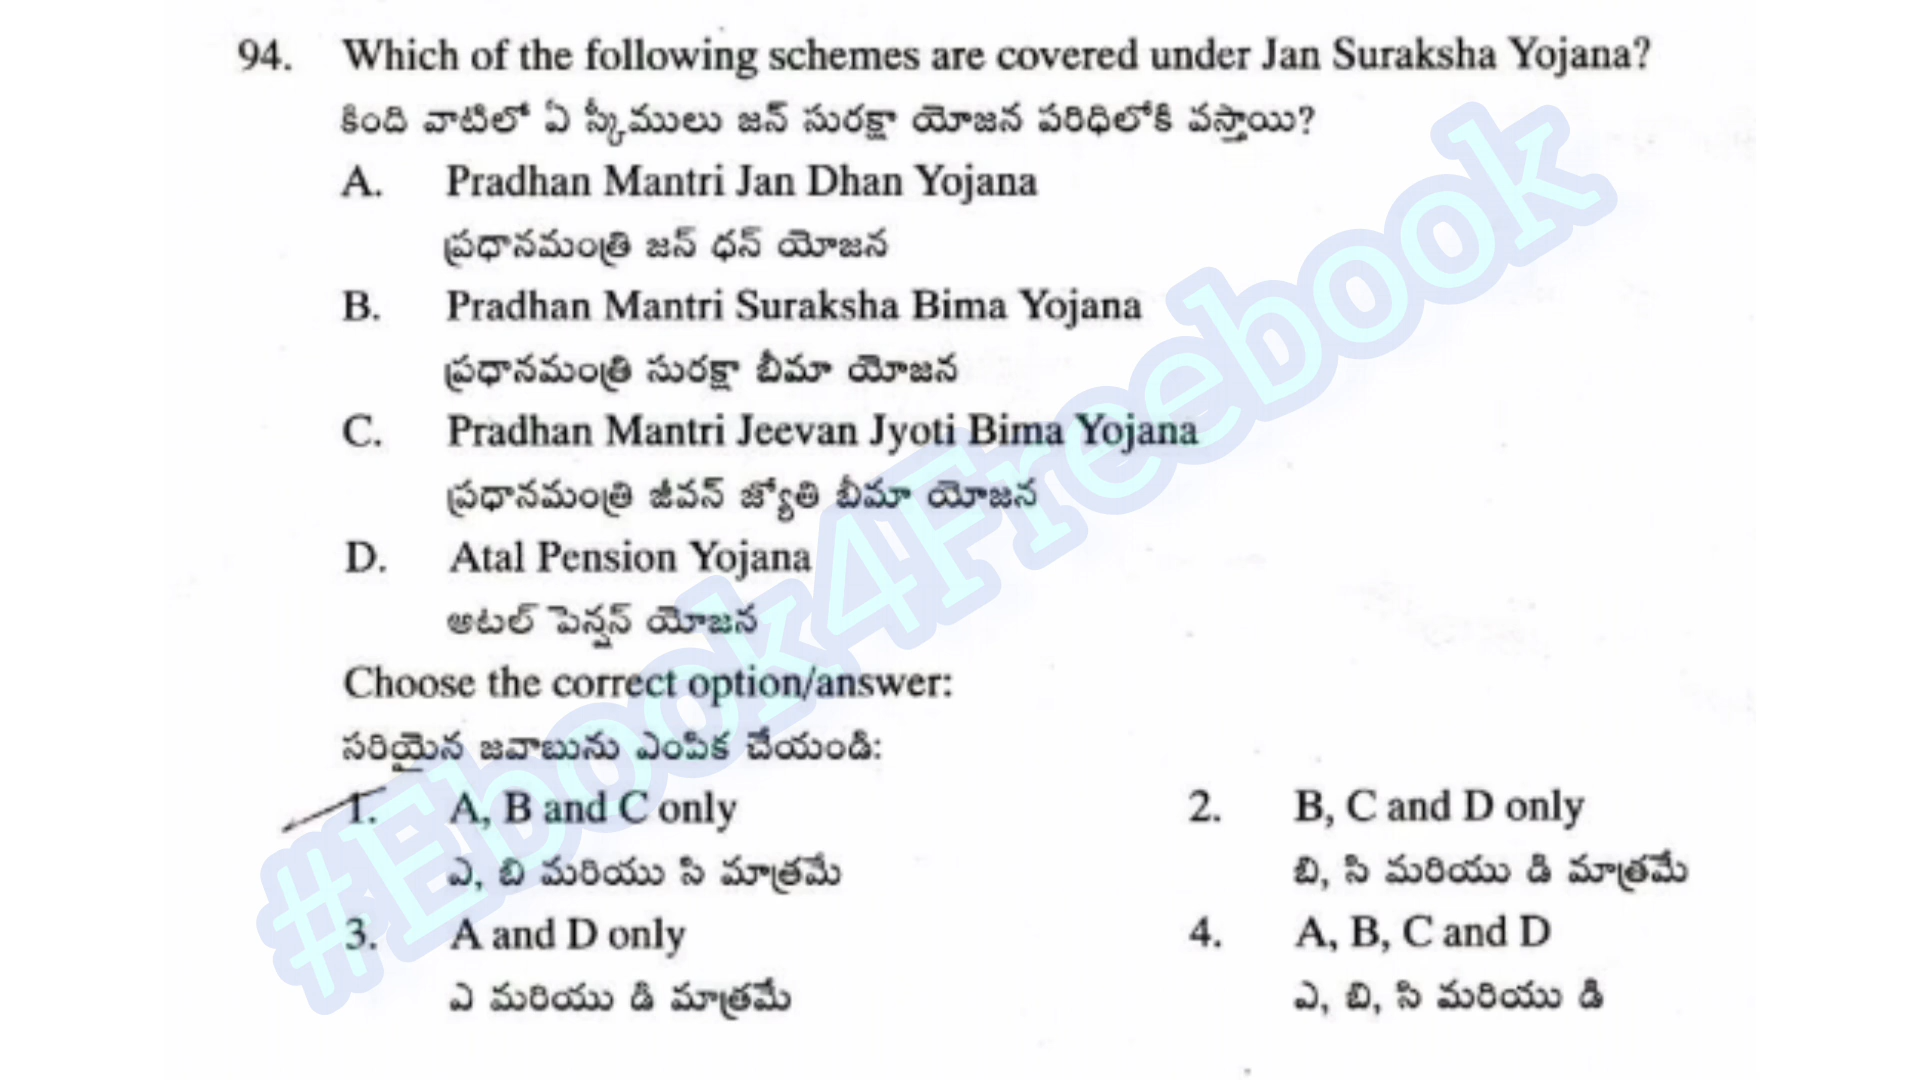 94. Which of the following schemes are covered under Jan Suraksha Yojana?
కింది వాటిలో ఏ స్కీములు జన్ సురక్షా యోజన పరిధిలోకి వస్తాయి?
A. Pradhan Mantri Jan Dhan Yojana
ప్రధానమంత్రి జన్ ధన్ యోజన
B. Pradhan Mantri Suraksha Bima Yojana
ప్రధానమంత్రి సురక్షా బీమా యోజన
C. Pradhan Mantri Jeevan Jyoti Bima Yojana
ప్రధానమంత్రి జీవన్ జ్యోతి బీమా యోజన
D. Atal Pension Yojana
అటల్ పెన్షన్ యోజన
Choose the correct option/answer:
సరియైన జవాబును ఎంపిక చేయండి:
1. A, B and C only 2. B, C and D only
ఎ, బి మరియు సి మాత్రమే బి, సి మరియు డి మాత్రమే
3. A and D only 4. A, B, C and D
ఎ మరియు డి మాత్రమే ఎ, బి, సి మరియు డి
#Ebook4Freebook